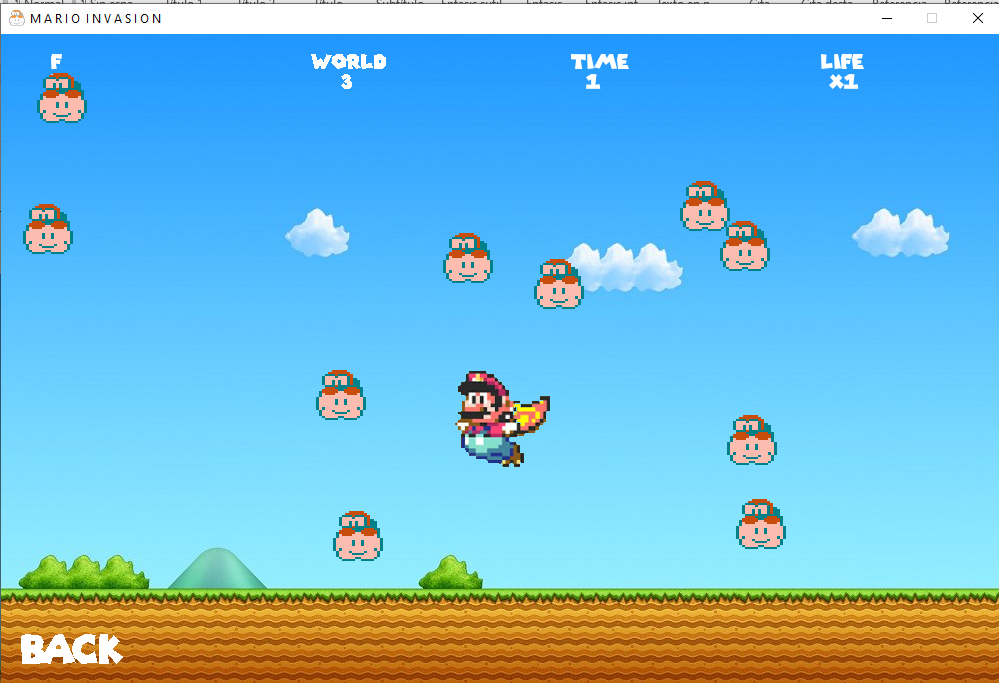 MARIO INVASION
F
WORLD
3
TIME
1
LIFE
X1
BACK